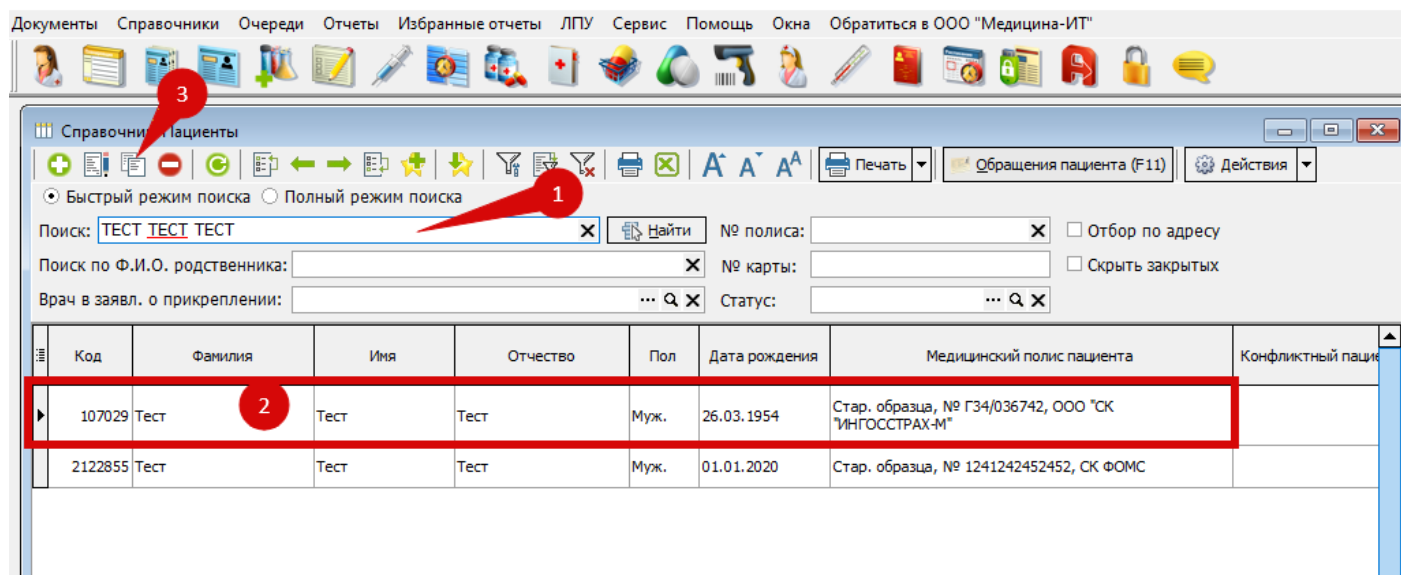 Документы Справочники Очереди Отчеты Избранные отчеты ЛПУ Сервис Помощь Окна Обратиться в ООО "Медицина-ИТ"
3
Справочник Пациенты
А А АА Печать Обращения пациента (F11) Действия
Быстрый режим поиска Полный режим поиска
1
Поиск: ТЕСТ ТЕСТ ТЕСТ Найти № полиса: Отбор по адресу
Поиск по Ф.И.О. родственника: № карты: Скрыть закрытых
Врач в заявл. о прикреплении: Статус:
Код Фамилия Имя Отчество Пол Дата рождения Медицинский полис пациента Конфликтный
2
107029 Тест Тест Тест Муж. 26.03.1954 Стар. образца, № Г34/036742, ООО "СК
"ИНГОССТРАХ-М"
2122855 Тест Тест Тест Муж. 01.01.2020 Стар. образца, № 1241242452452, СК ФОМС